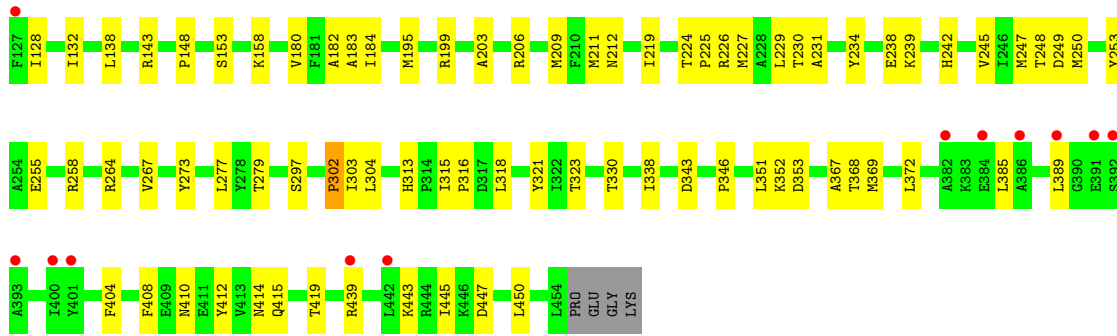 F127 I128 I132 L138 R143 P148 S153 K158 V180 F181 A182 A183 I184 M195 R199 A203 R206 M209 F210 M211 N212 I219 T224 P225 R226 M227 A228 L229 T230 A231 Y234 E238 K239 H242 V245 I246 M247 T248 D249 M250 Y253
A254 E255 R258 R264 V267 Y273 L277 Y278 T279 S297 P302 I303 L304 H313 P314 I315 P316 D317 L318 Y321 I322 T323 T330 I338 D343 P346 L351 K352 D353 A367 T368 M369 L372 A382 K383 E384 L385 A386 L389 G390 E391 S392
A393 I400 Y401 F404 F408 E409 N410 E411 Y412 V413 N414 Q415 T419 R439 L442 K443 R444 I445 K446 D447 L450 L454 PRO GLU GLY LYS